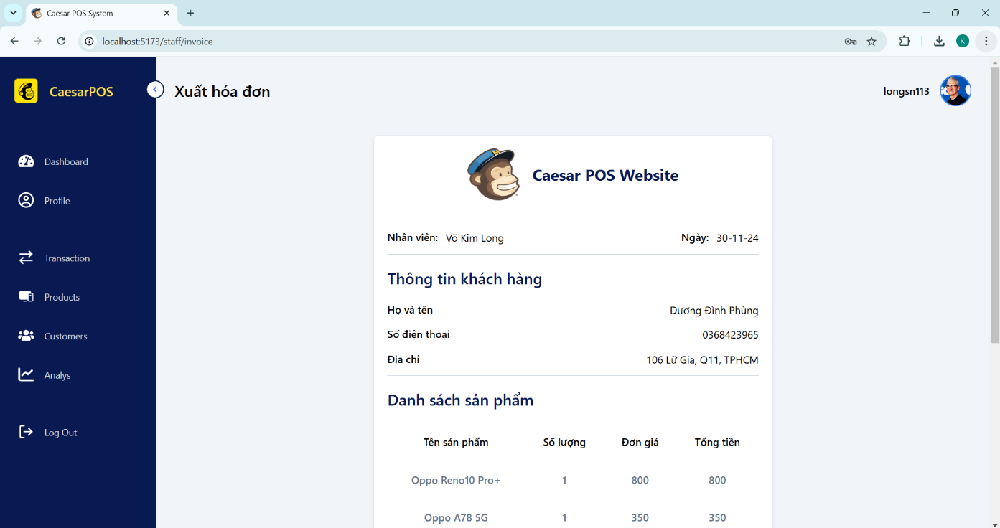 Caesar POS System
localhost:5173/staff/invoice
K
CaesarPOS
Xuất hóa đơn
longsn113
Dashboard
Profile
Transaction
Products
Customers
Analys
Log Out
Caesar POS Website
Nhân viên: Võ Kim Long Ngày: 30-11-24
Thông tin khách hàng
Họ và tên Dương Đình Phùng
Số điện thoại 0368423965
Địa chỉ 106 Lữ Gia, Q11, TPHCM
Danh sách sản phẩm
Tên sản phẩm Số lượng Đơn giá Tổng tiền
Oppo Reno10 Pro+ 1 800 800
Oppo A78 5G 1 350 350